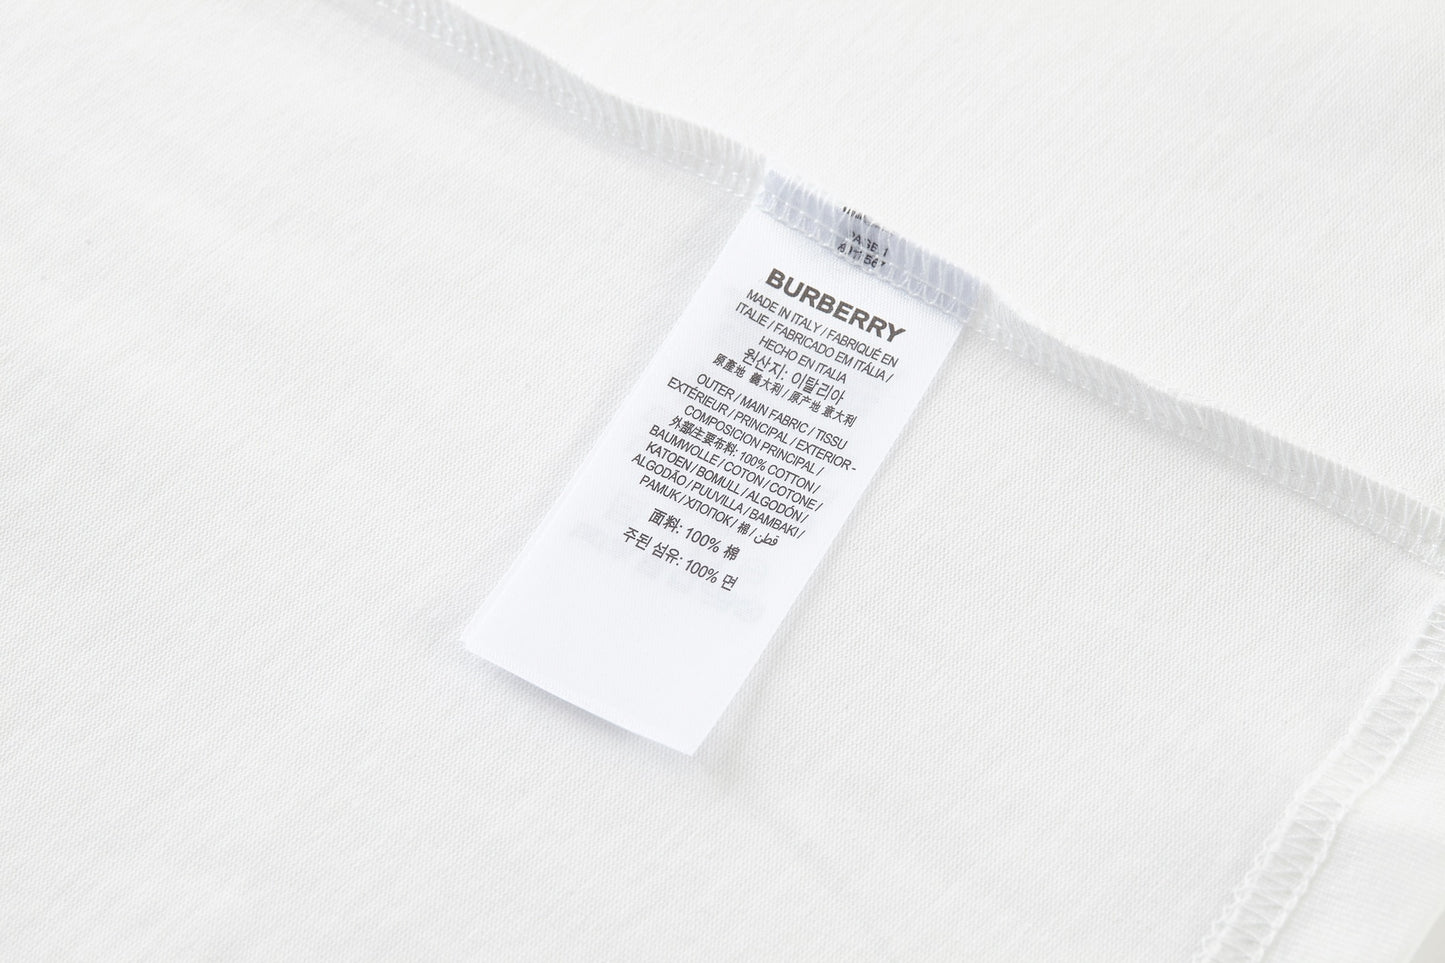 PAGE 1
BURBERRY
MADE IN ITALY / FABRIQUÉ EN
ITALIE / FABRICADO EM ITÁLIA /
HECHO EN ITALIA
원산지: 이탈리아
原產地 義大利 / 原产地 意大利
OUTER / MAIN FABRIC / TISSU
EXTÉRIEUR / PRINCIPAL / EXTERIOR -
COMPOSICION PRINCIPAL /
外部主要布料: 100% COTTON /
BAUMWOLLE / COTON / COTONE /
KATOEN / BOMULL / ALGODÓN /
ALGODÃO / PUUVILLA / BAMBAKI /
PAMUK / ХЛОПОК / 棉 / قطن
面料: 100% 棉
주된 섬유: 100% 면